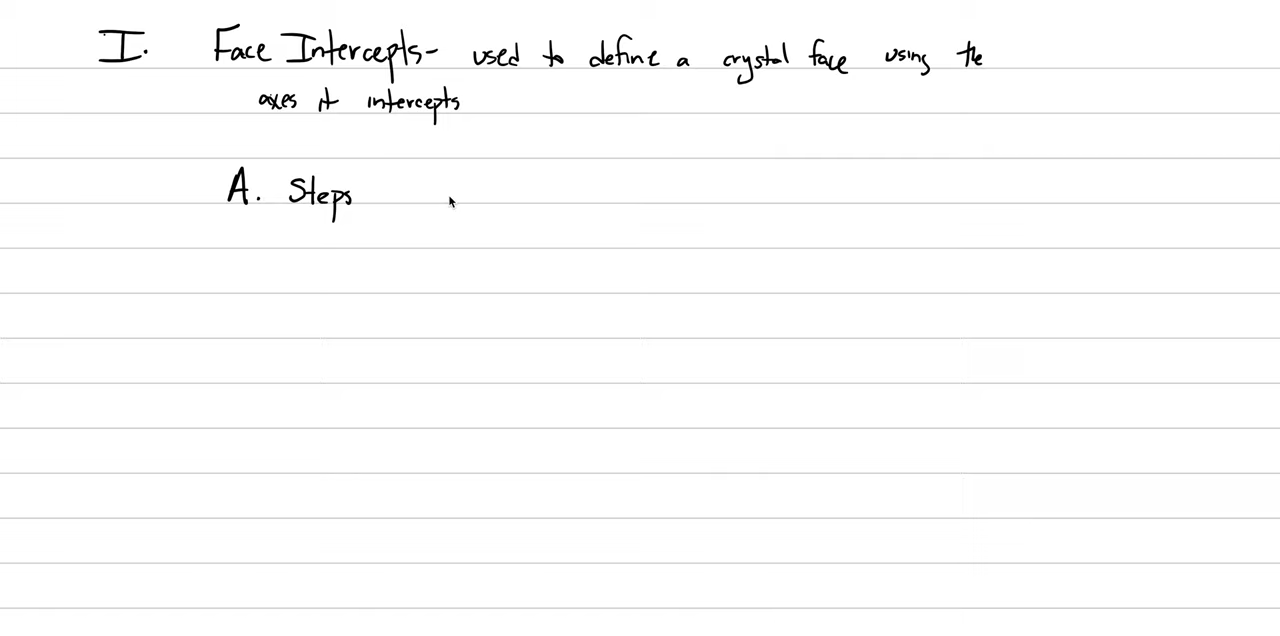 I. Face Intercepts- used to define a crystal face using the
axes it intercepts
A. Steps